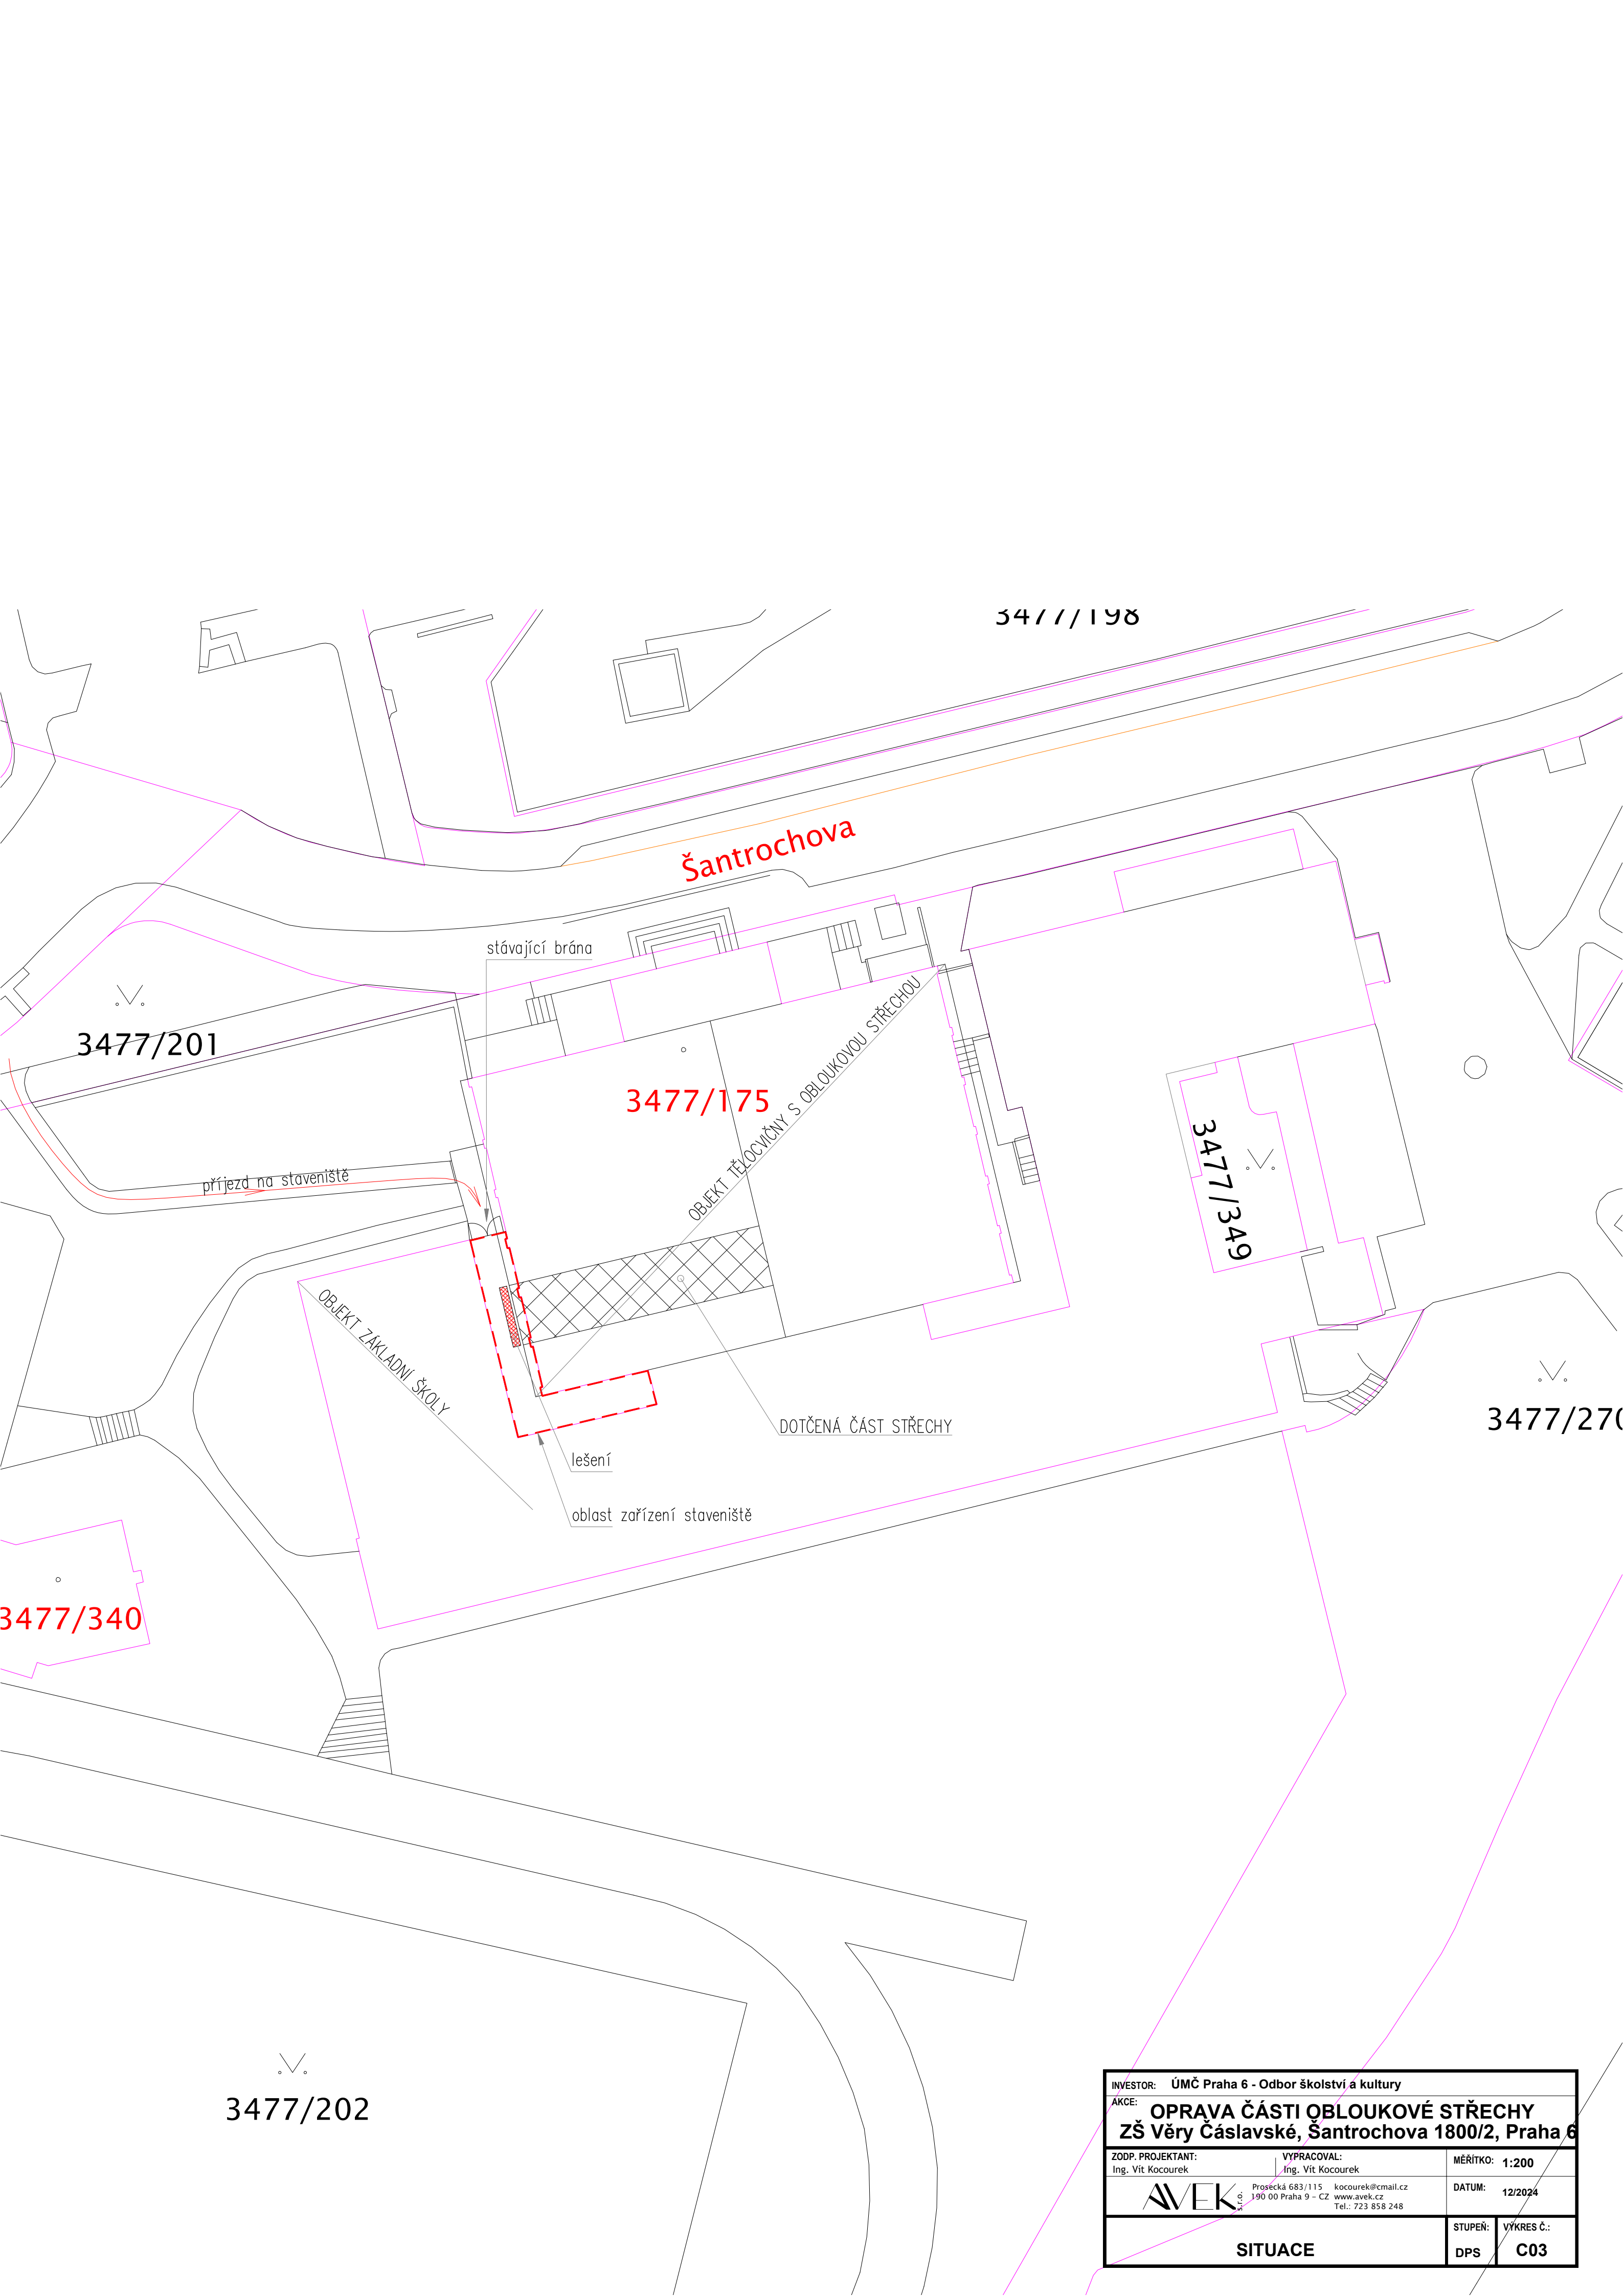 3477/198
Šantrochova
stávající brána
3477/201
OBJEKT TĚLOCVIČNY S OBLOUKOVOU STŘECHOU
3477/175
3477/349
příjezd na staveniště
OBJEKT ZÁKLADNÍ ŠKOLY
DOTČENÁ ČÁST STŘECHY
3477/270
lešení
oblast zařízení staveniště
3477/340
3477/202
INVESTOR: ÚMČ Praha 6 - Odbor školství a kultury
AKCE: OPRAVA ČÁSTI OBLOUKOVÉ STŘECHY
ZŠ Věry Čáslavské, Šantrochova 1800/2, Praha 6
ZODP. PROJEKTANT: VYPRACOVAL:
Ing. Vít Kocourek Ing. Vít Kocourek
MĚŘÍTKO: 1:200
AVEK s.r.o.
Prosecká 683/115 kocourek@cmail.cz
190 00 Praha 9 – CZ www.avek.cz
Tel.: 723 858 248
DATUM: 12/2024
SITUACE
STUPEŇ: VÝKRES Č.:
DPS C03